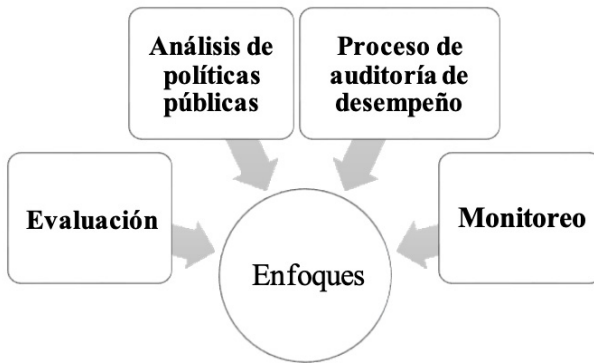 Análisis de
políticas
públicas
Proceso de
auditoría de
desempeño
Evaluación
Monitoreo
Enfoques